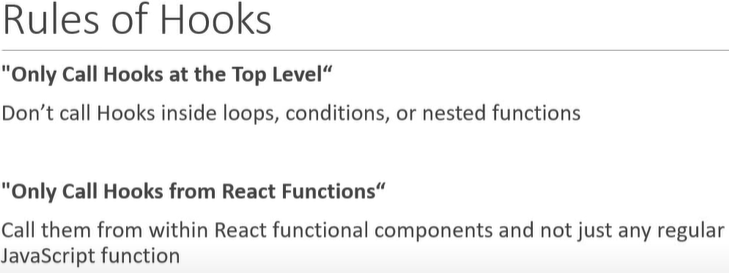 Rules of Hooks
"Only Call Hooks at the Top Level“
Don’t call Hooks inside loops, conditions, or nested functions
"Only Call Hooks from React Functions“
Call them from within React functional components and not just any regular
JavaScript function